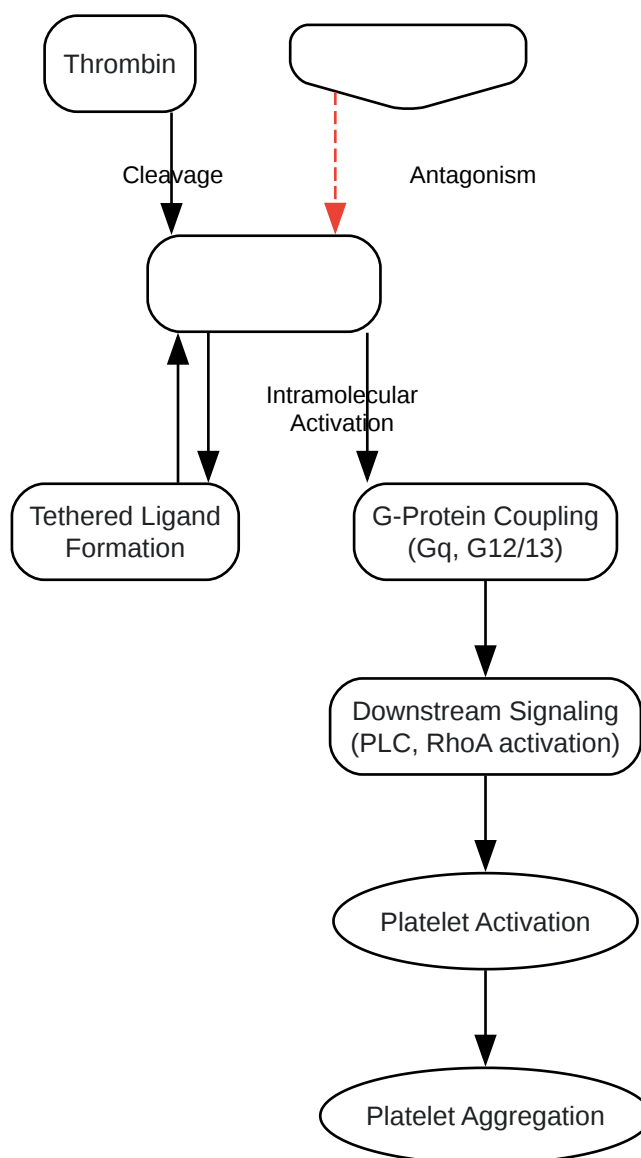 Thrombin
Cleavage
Antagonism
Intramolecular
Activation
Tethered Ligand
Formation
G-Protein Coupling
(Gq, G12/13)
Downstream Signaling
(PLC, RhoA activation)
Platelet Activation
Platelet Aggregation